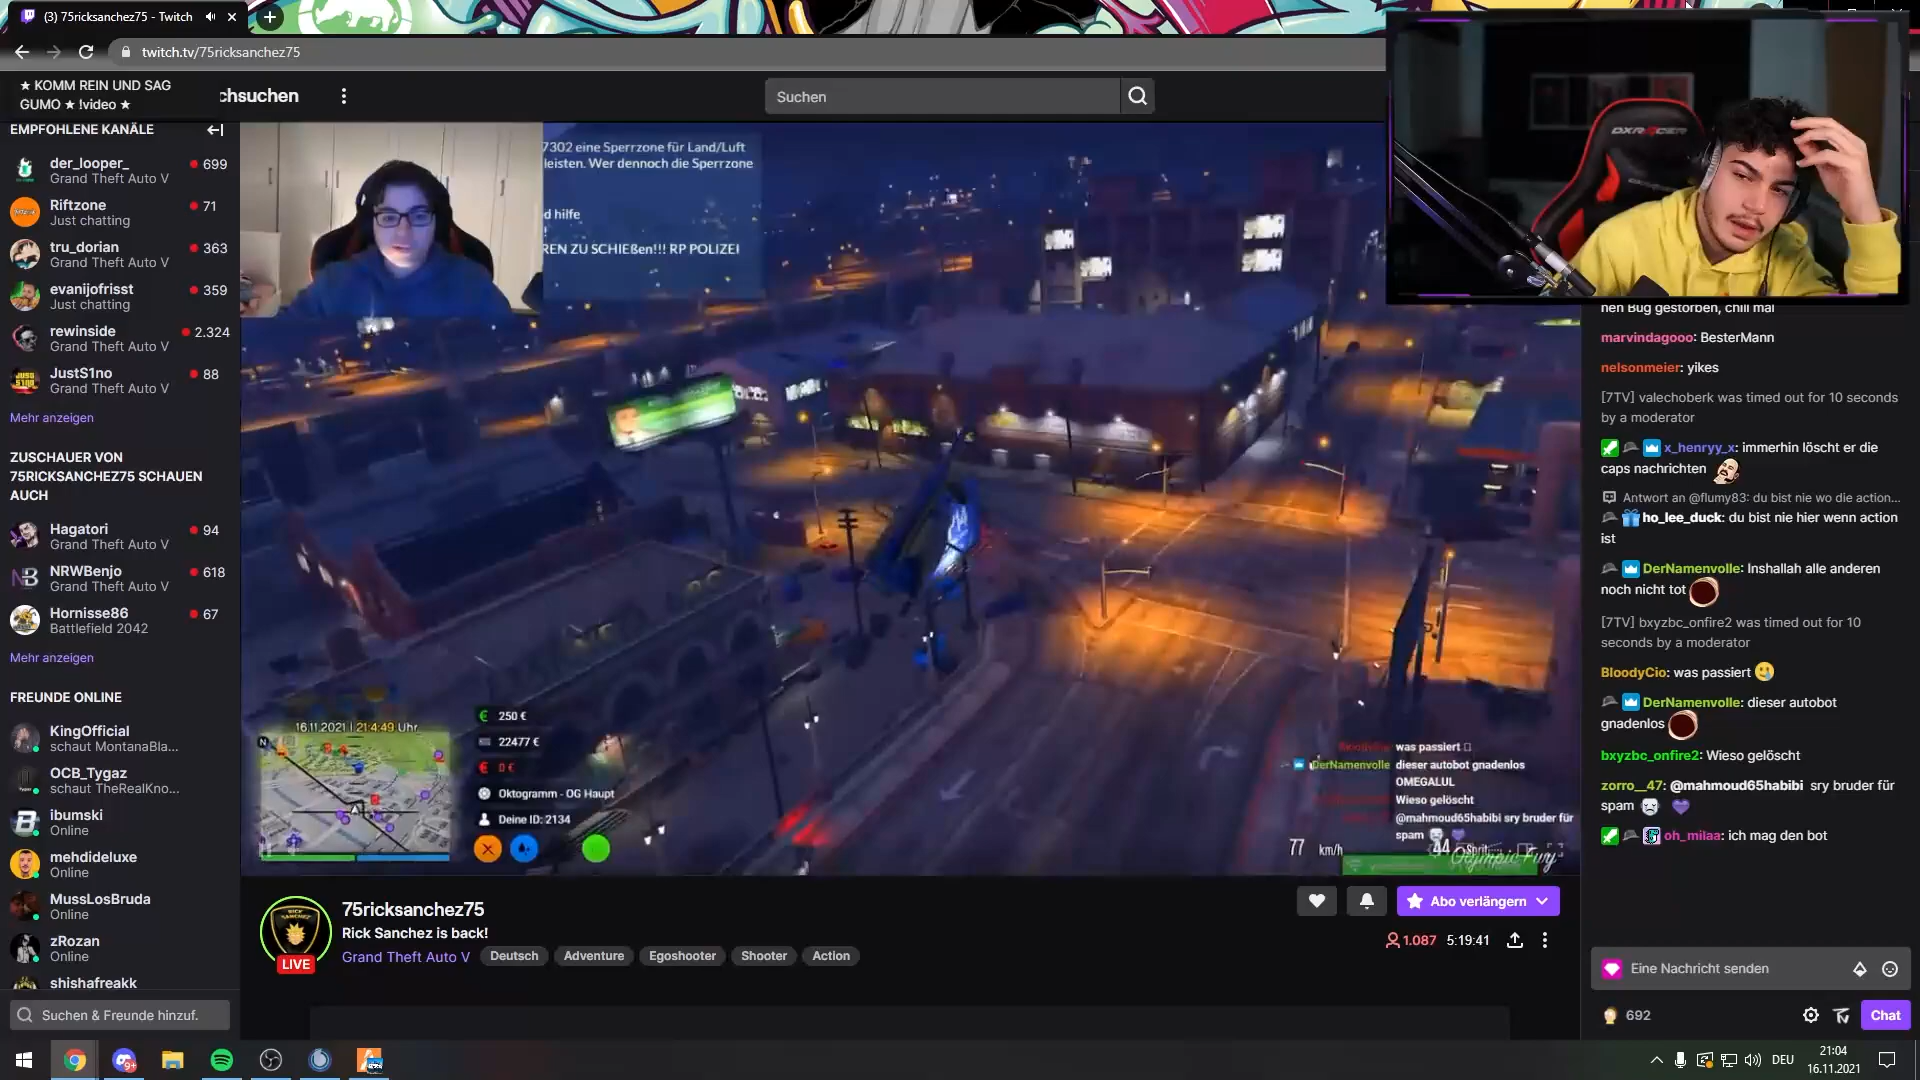 (3) 75ricksanchez75 - Twitch
twitch.tv/75ricksanchez75
★ KOMM REIN UND SAG
GUMO ★ !video ★
chsuchen
Suchen
EMPFOHLENE KANÄLE
der_looper_
699
Grand Theft Auto V
Riftzone
71
Just chatting
tru_dorian
363
Grand Theft Auto V
evanijofrisst
359
Just chatting
rewinside
2.324
Grand Theft Auto V
JustS1no
88
Grand Theft Auto V
Mehr anzeigen
ZUSCHAUER VON
75RICKSANCHEZ75 SCHAUEN
AUCH
Hagatori
94
Grand Theft Auto V
NRWBenjo
618
Grand Theft Auto V
Hornisse86
67
Battlefield 2042
Mehr anzeigen
FREUNDE ONLINE
KingOfficial
schaut MontanaBla...
OCB_Tygaz
schaut TheRealKno...
ibumski
Online
mehdideluxe
Online
MussLosBruda
Online
zRozan
Online
shishafreakk
Suchen & Freunde hinzuf.
7302 eine Sperrzone für Land/Luft
leisten. Wer dennoch die Sperrzone
d hilfe
!
REN ZU SCHIEßen!!! RP POLIZEI
DXRACER
16.11.2021 | 21:4:49 Uhr
N
250 €
22477 €
0 €
Oktogramm - OG Haupt
Deine ID: 2134
was passiert
DerNamenvolle dieser autobot gnadenlos
OMEGALUL
Wieso gelöscht
@mahmoud65habibi sry bruder für
spam
77 km/h
44 Sprit
Olympic Fury
75ricksanchez75
Rick Sanchez is back!
Grand Theft Auto V
Deutsch
Adventure
Egoshooter
Shooter
Action
RICK
SANCHEZ
LIVE
Abo verlängern
1.087
5:19:41
nen Bug gestorben, chill mal
marvindagooo: BesterMann
nelsonmeier: yikes
[7TV] valechoberk was timed out for 10 seconds
by a moderator
x_henryy_x: immerhin löscht er die
caps nachrichten
Antwort an @flumy83: du bist nie wo die action...
ho_lee_duck: du bist nie hier wenn action
ist
DerNamenvolle: Inshallah alle anderen
noch nicht tot
[7TV] bxyzbc_onfire2 was timed out for 10
seconds by a moderator
BloodyCio: was passiert
DerNamenvolle: dieser autobot
gnadenlos
bxyzbc_onfire2: Wieso gelöscht
zorro__47: @mahmoud65habibi sry bruder für
spam
oh_milaa: ich mag den bot
Eine Nachricht senden
692
Chat
9+
DEU
21:04
16.11.2021